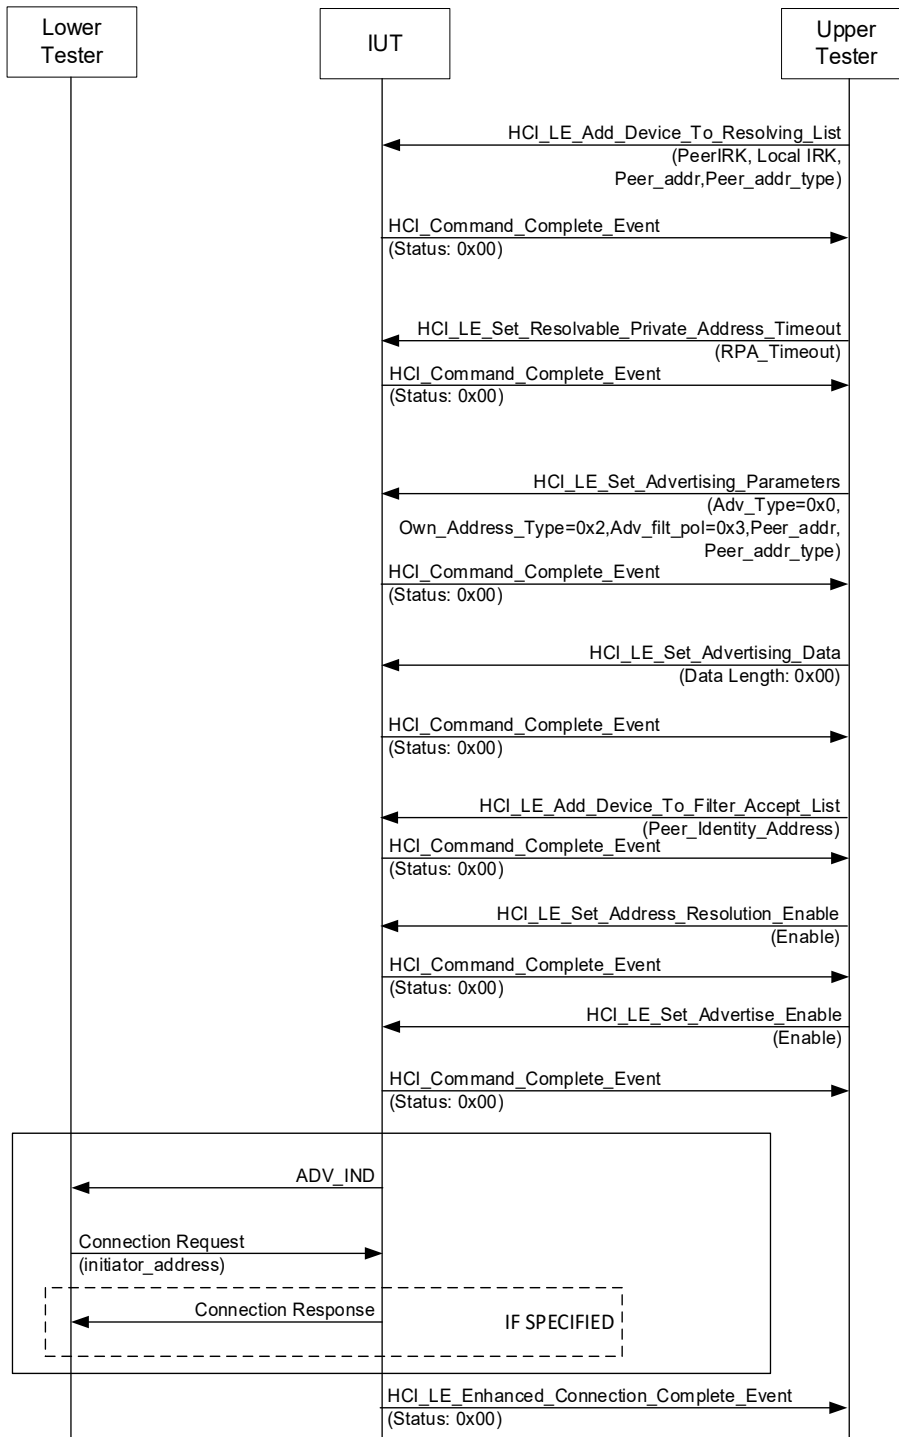 Lower
Tester
IUT
Upper
Tester
HCI_LE_Add_Device_To_Resolving_List
(PeerIRK, Local IRK,
Peer_addr,Peer_addr_type)
HCI_Command_Complete_Event
(Status: 0x00)
HCI_LE_Set_Resolvable_Private_Address_Timeout
(RPA_Timeout)
HCI_Command_Complete_Event
(Status: 0x00)
HCI_LE_Set_Advertising_Parameters
(Adv_Type=0x0,
Own_Address_Type=0x2,Adv_filt_pol=0x3,Peer_addr,
Peer_addr_type)
HCI_Command_Complete_Event
(Status: 0x00)
HCI_LE_Set_Advertising_Data
(Data Length: 0x00)
HCI_Command_Complete_Event
(Status: 0x00)
HCI_LE_Add_Device_To_Filter_Accept_List
(Peer_Identity_Address)
HCI_Command_Complete_Event
(Status: 0x00)
HCI_LE_Set_Address_Resolution_Enable
(Enable)
HCI_Command_Complete_Event
(Status: 0x00)
HCI_LE_Set_Advertise_Enable
(Enable)
HCI_Command_Complete_Event
(Status: 0x00)
ADV_IND
Connection Request
(initiator_address)
Connection Response
IF SPECIFIED
HCI_LE_Enhanced_Connection_Complete_Event
(Status: 0x00)